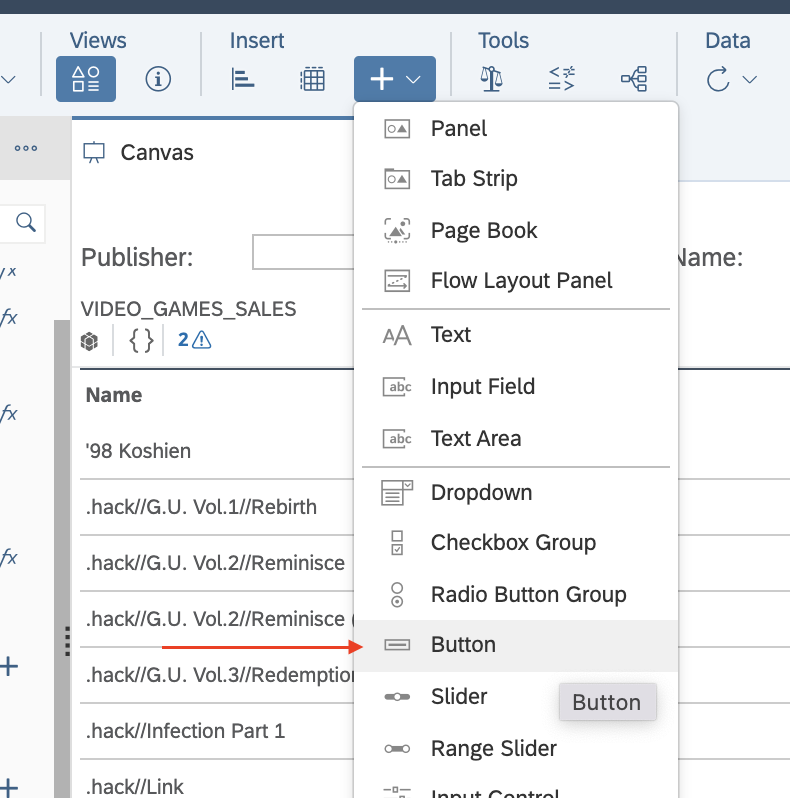 Views
Insert
Tools
Data
Canvas
Panel
Tab Strip
Page Book
Flow Layout Panel
Text
Input Field
Text Area
Dropdown
Checkbox Group
Radio Button Group
Button
Slider
Button
Range Slider
Input Control
Publisher:
Name:
VIDEO_GAMES_SALES
2
Name
'98 Koshien
.hack//G.U. Vol.1//Rebirth
.hack//G.U. Vol.2//Reminisce
.hack//G.U. Vol.2//Reminisce (
.hack//G.U. Vol.3//Redemption
.hack//Infection Part 1
.hack//Link